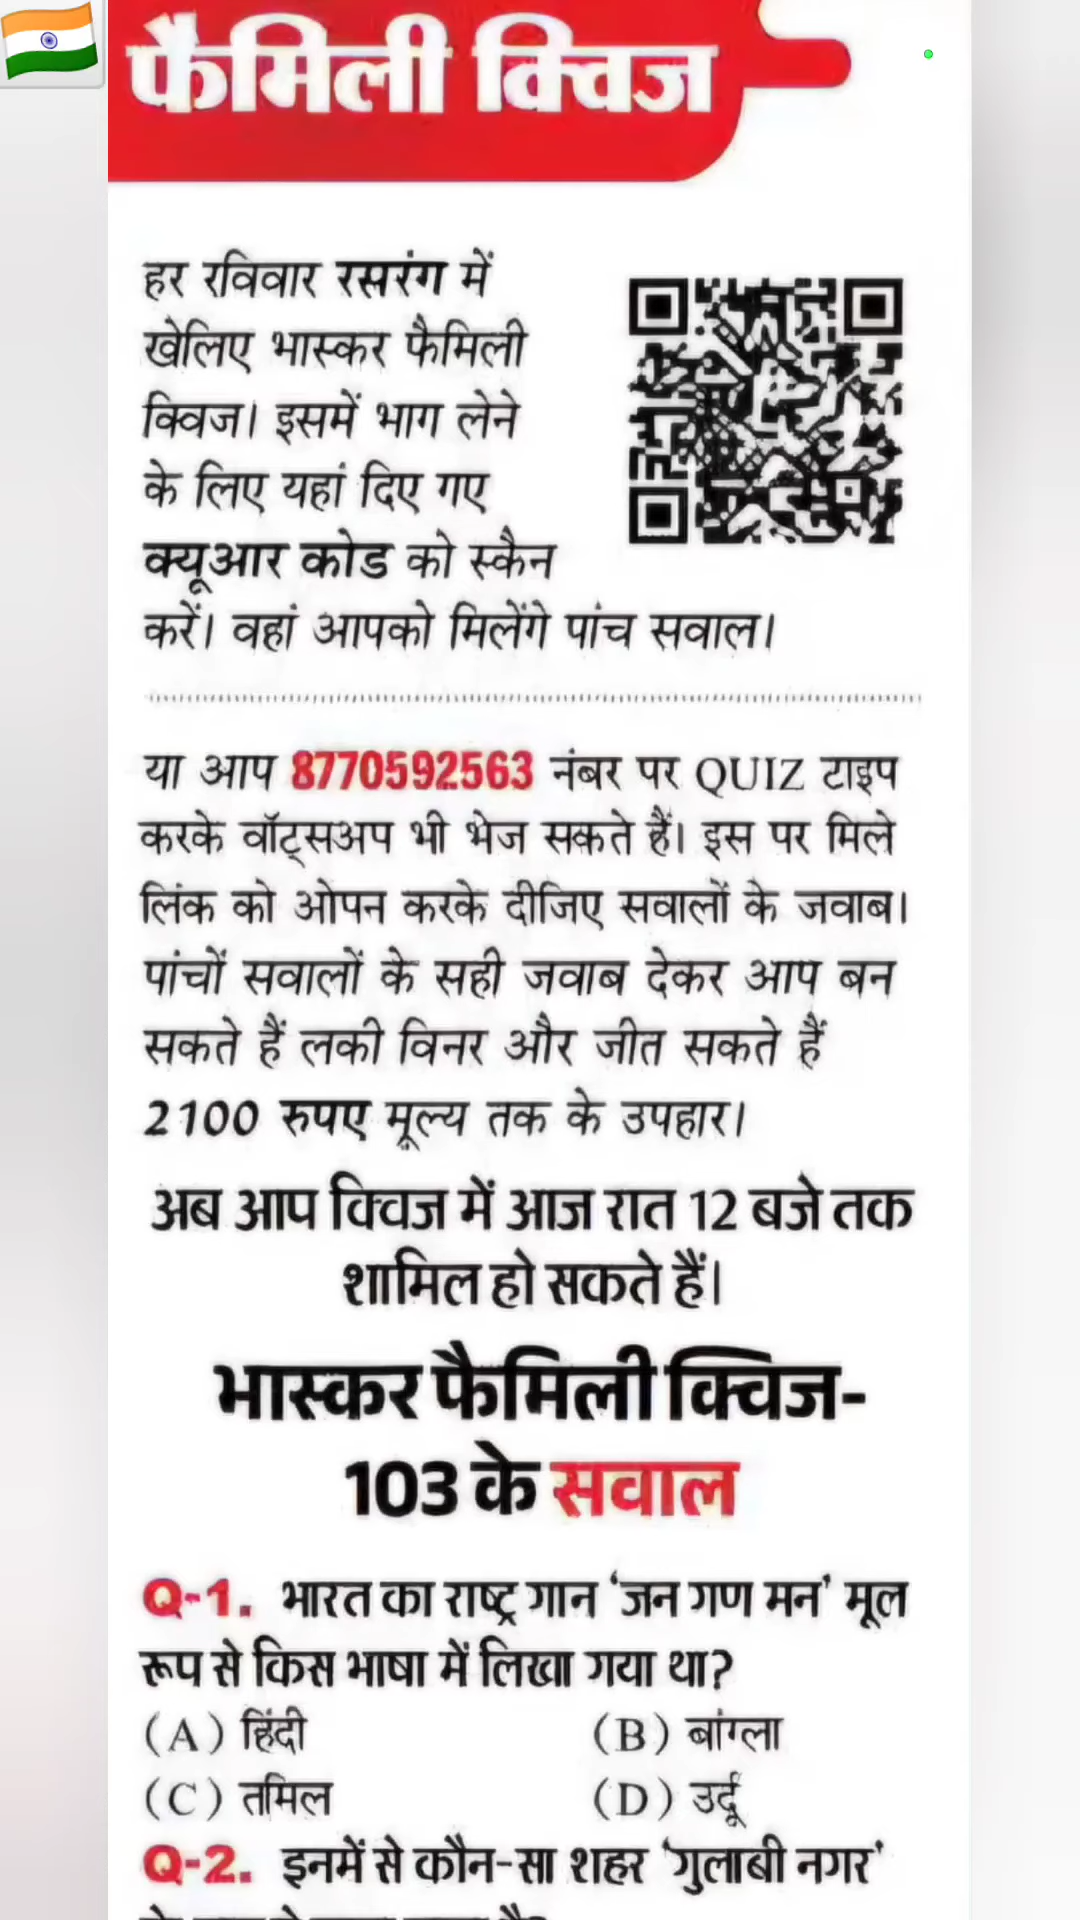 फैमिली क्विज
हर रविवार रसरंग में
खेलिए भास्कर फैमिली
क्विज। इसमें भाग लेने
के लिए यहां दिए गए
क्यूआर कोड को स्कैन
करें। वहां आपको मिलेंगे पांच सवाल।
या आप 8770592563 नंबर पर QUIZ टाइप
करके वॉट्सअप भी भेज सकते हैं। इस पर मिले
लिंक को ओपन करके दीजिए सवालों के जवाब।
पांचों सवालों के सही जवाब देकर आप बन
सकते हैं लकी विनर और जीत सकते हैं
2100 रुपए मूल्य तक के उपहार।
अब आप क्विज में आज रात 12 बजे तक
शामिल हो सकते हैं।
भास्कर फैमिली क्विज-
103 के सवाल
Q-1. भारत का राष्ट्र गान ‘जन गण मन’ मूल
रूप से किस भाषा में लिखा गया था?
(A) हिंदी (B) बांग्ला
(C) तमिल (D) उर्दू
Q-2. इनमें से कौन-सा शहर ‘गुलाबी नगर’